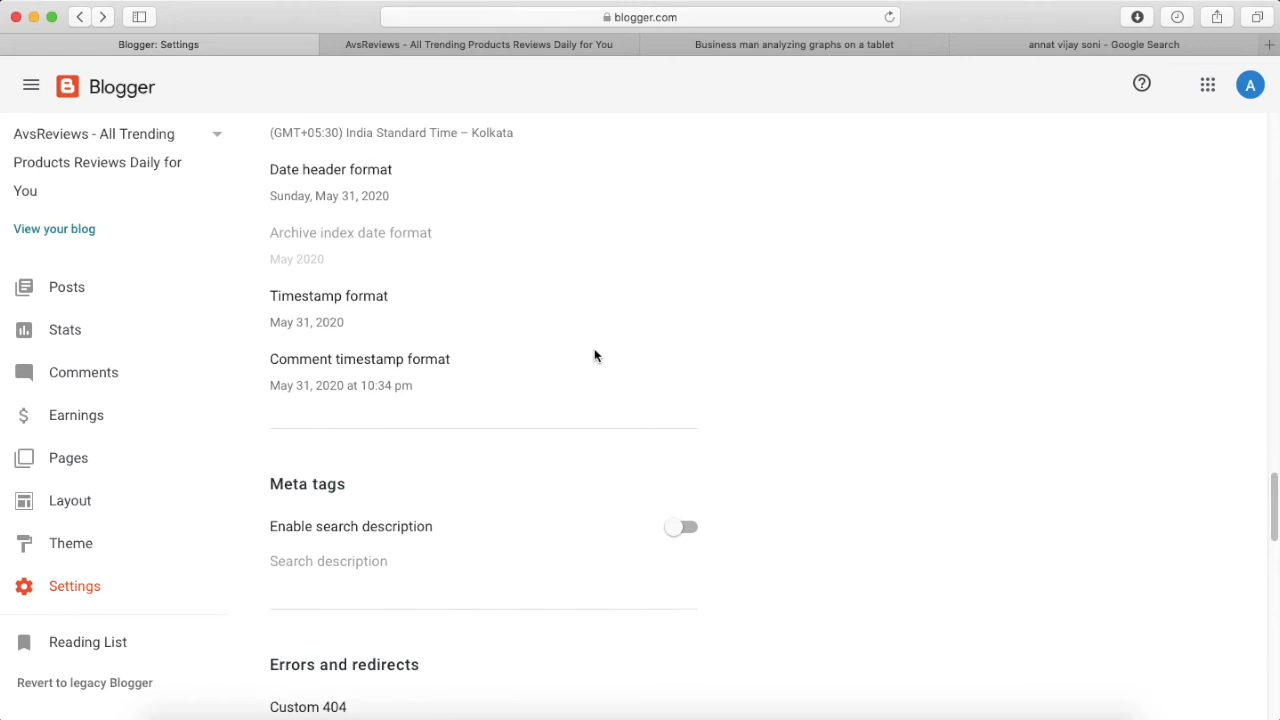 blogger.com
Blogger: Settings
AvsReviews - All Trending Products Reviews Daily for You
Business man analyzing graphs on a tablet
annat vijay soni - Google Search
Blogger
A
AvsReviews - All Trending
Products Reviews Daily for
You
View your blog
Posts
Stats
Comments
Earnings
Pages
Layout
Theme
Settings
Reading List
Revert to legacy Blogger
(GMT+05:30) India Standard Time – Kolkata
Date header format
Sunday, May 31, 2020
Archive index date format
May 2020
Timestamp format
May 31, 2020
Comment timestamp format
May 31, 2020 at 10:34 pm
Meta tags
Enable search description
Search description
Errors and redirects
Custom 404